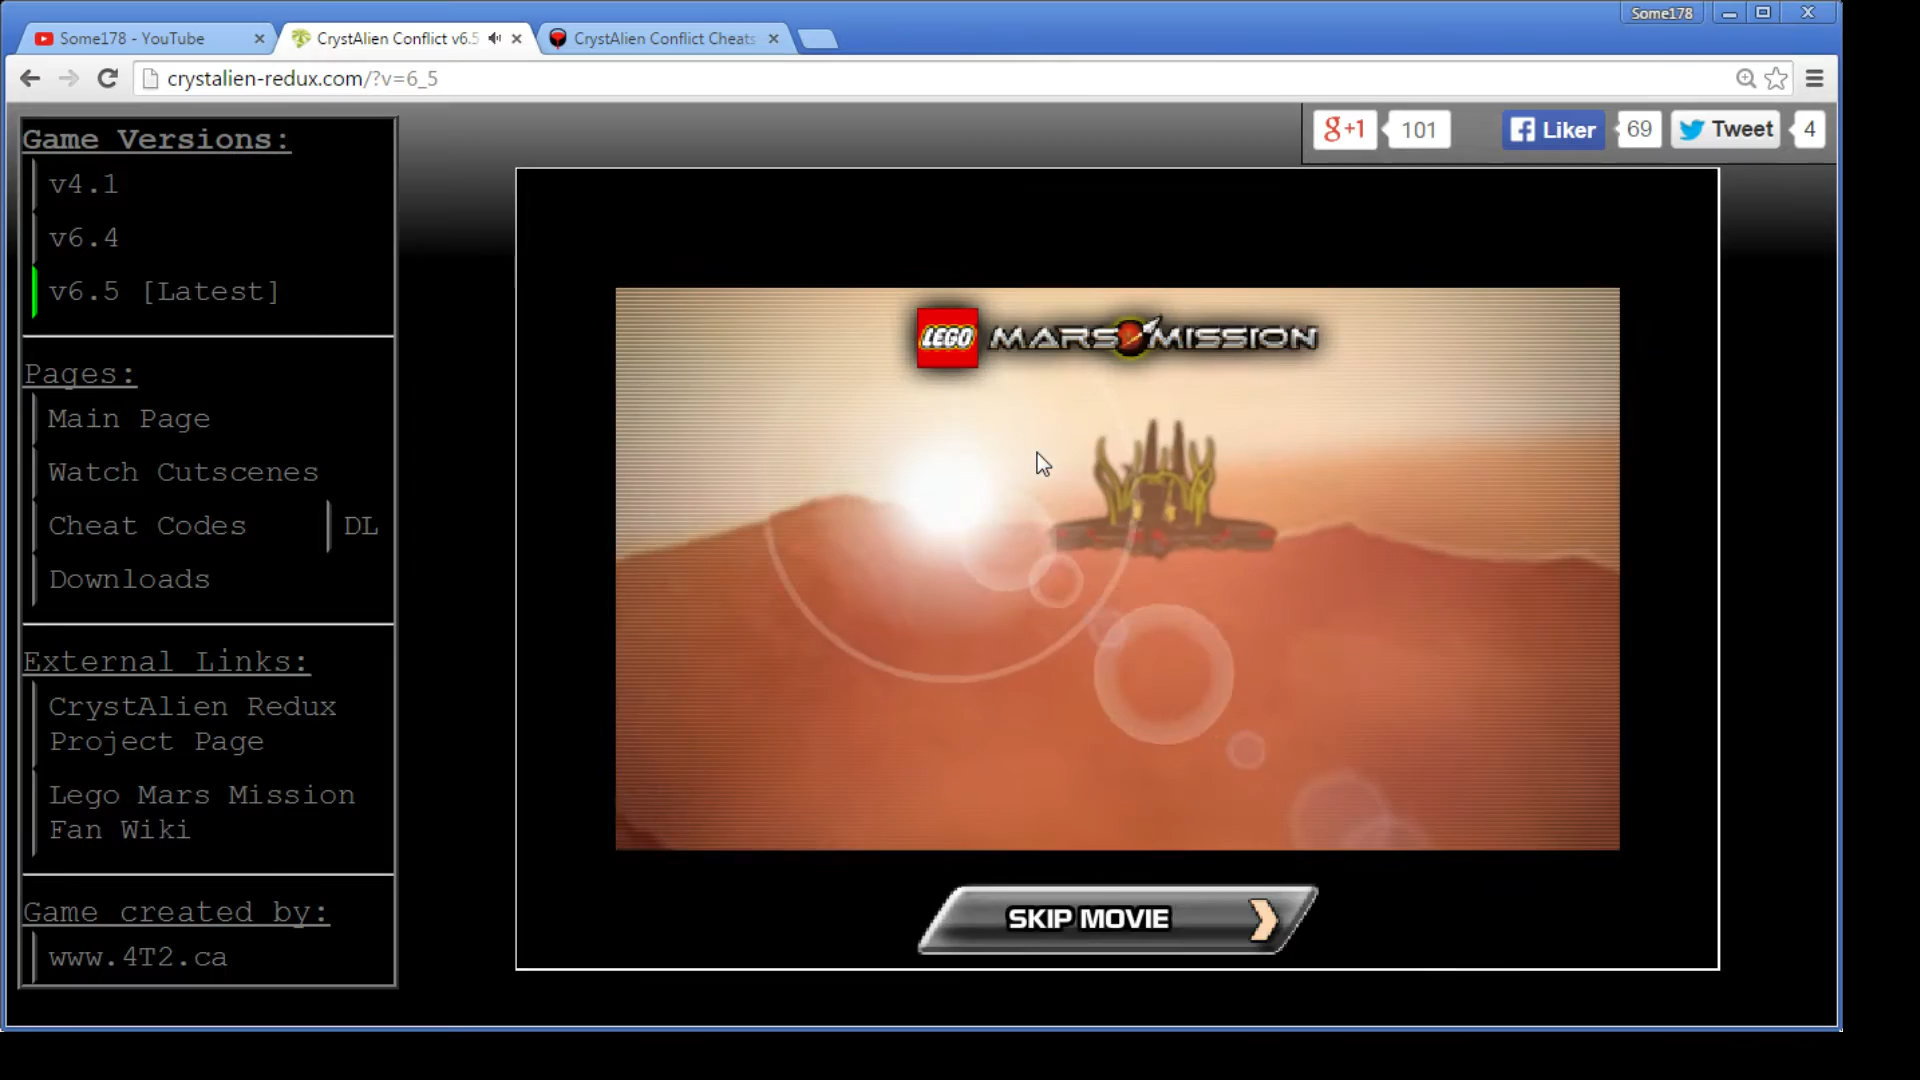 Some178
Some178 - YouTube
CrystAlien Conflict v6.5
CrystAlien Conflict Cheats
crystalien-redux.com/?v=6_5
Game Versions:
v4.1
v6.4
v6.5 [Latest]
Pages:
Main Page
Watch Cutscenes
Cheat Codes DL
Downloads
External Links:
CrystAlien Redux
Project Page
Lego Mars Mission
Fan Wiki
Game created by:
www.4T2.ca
g+1 101 Liker 69 Tweet 4
LEGO MARS MISSION
SKIP MOVIE